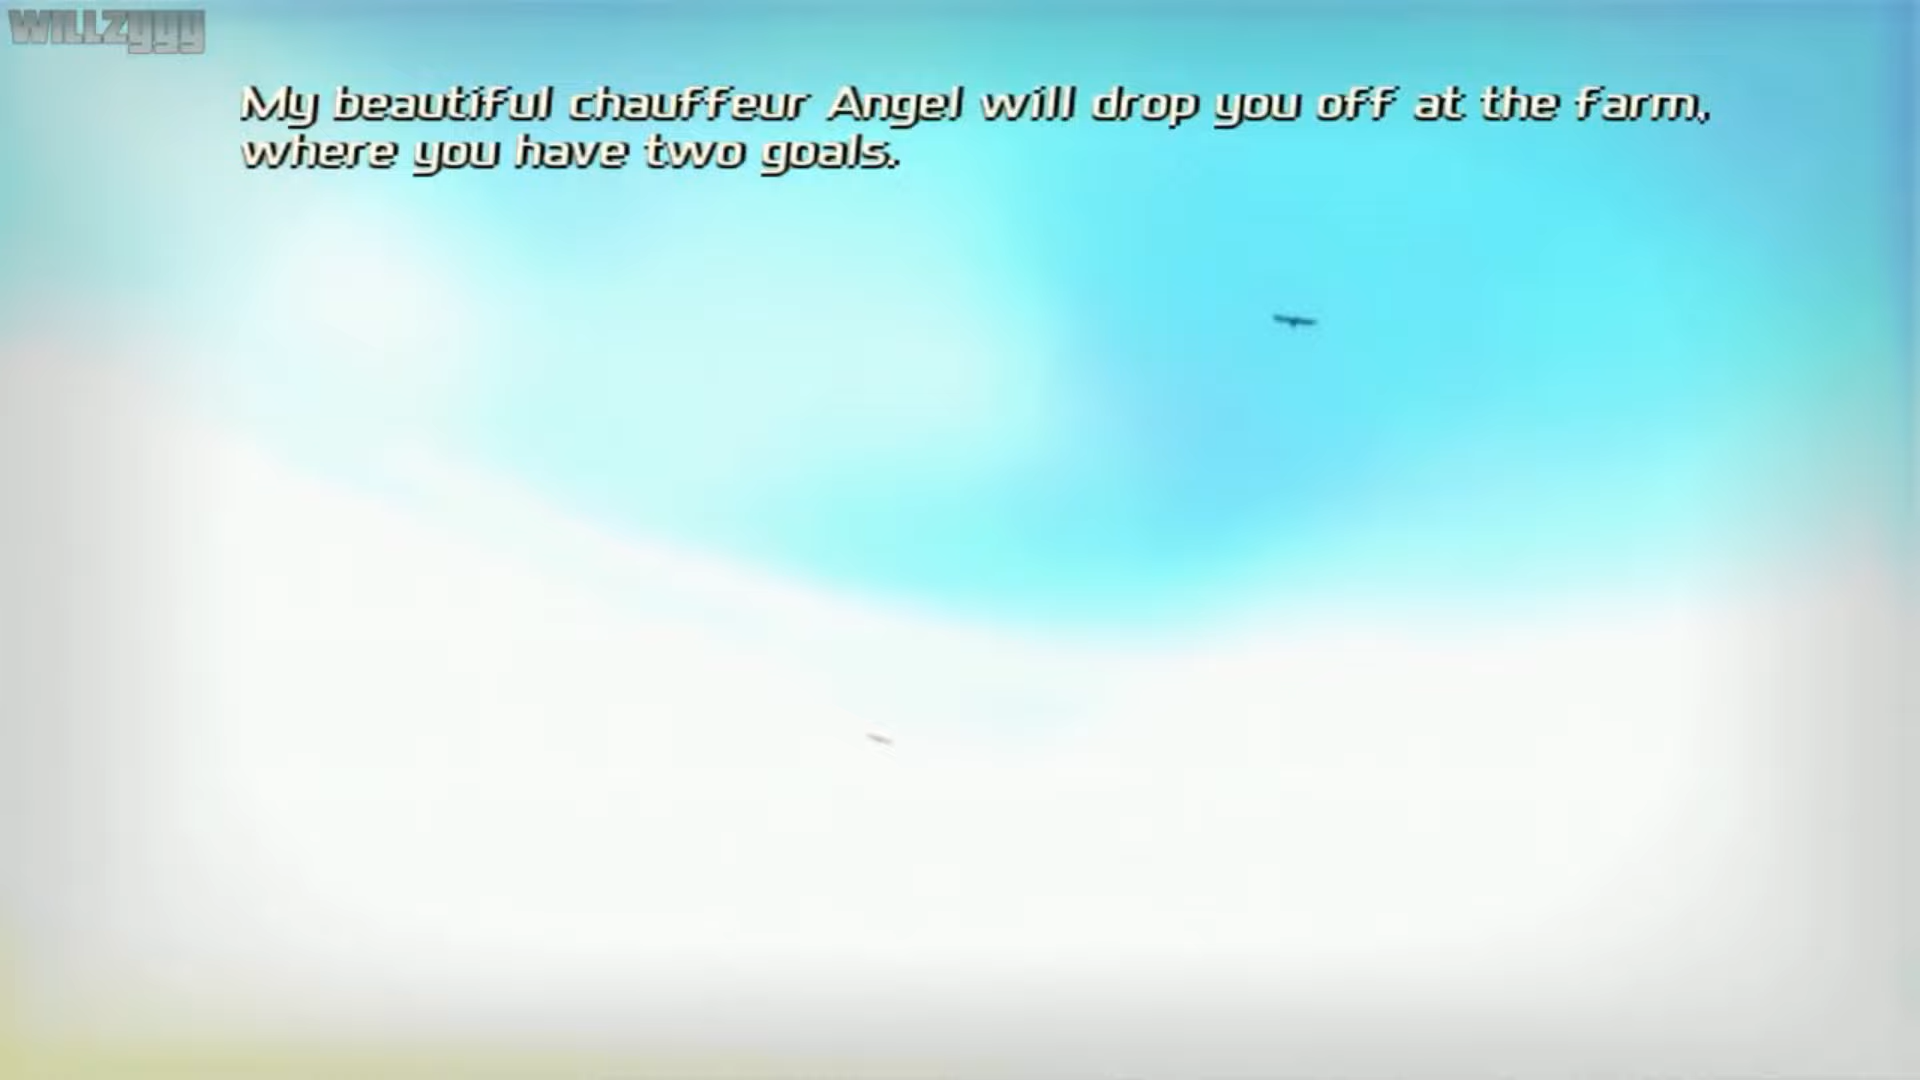 WILLZyyy
My beautiful chauffeur Angel will drop you off at the farm,
where you have two goals.